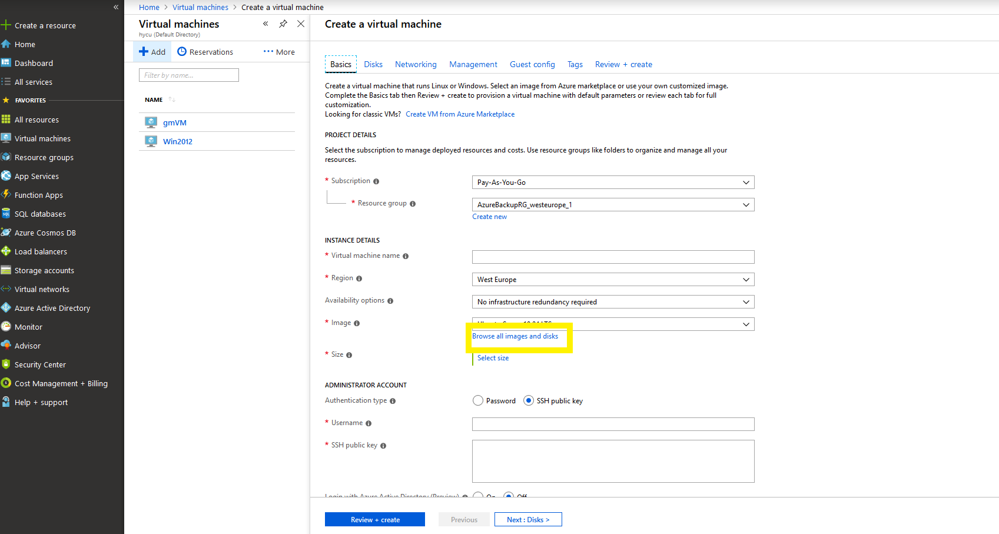 Home > Virtual machines > Create a virtual machine
«
Create a resource
Home
Dashboard
All services
FAVORITES
All resources
Virtual machines
Resource groups
App Services
Function Apps
SQL databases
Azure Cosmos DB
Load balancers
Storage accounts
Virtual networks
Azure Active Directory
Monitor
Advisor
Security Center
Cost Management + Billing
Help + support
Virtual machines
hycu (Default Directory)
Add Reservations ··· More
Filter by name...
NAME
gmVM
Win2012
Create a virtual machine
Basics Disks Networking Management Guest config Tags Review + create
Create a virtual machine that runs Linux or Windows. Select an image from Azure marketplace or use your own customized image.
Complete the Basics tab then Review + create to provision a virtual machine with default parameters or review each tab for full
customization.
Looking for classic VMs? Create VM from Azure Marketplace
PROJECT DETAILS
Select the subscription to manage deployed resources and costs. Use resource groups like folders to organize and manage all your
resources.
* Subscription Pay-As-You-Go
* Resource group AzureBackupRG_westeurope_1
Create new
INSTANCE DETAILS
* Virtual machine name
* Region West Europe
Availability options No infrastructure redundancy required
* Image
Browse all images and disks
* Size Select size
ADMINISTRATOR ACCOUNT
Authentication type Password SSH public key
* Username
* SSH public key
Login with Azure Active Directory (Preview) On Off
Review + create Previous Next : Disks >